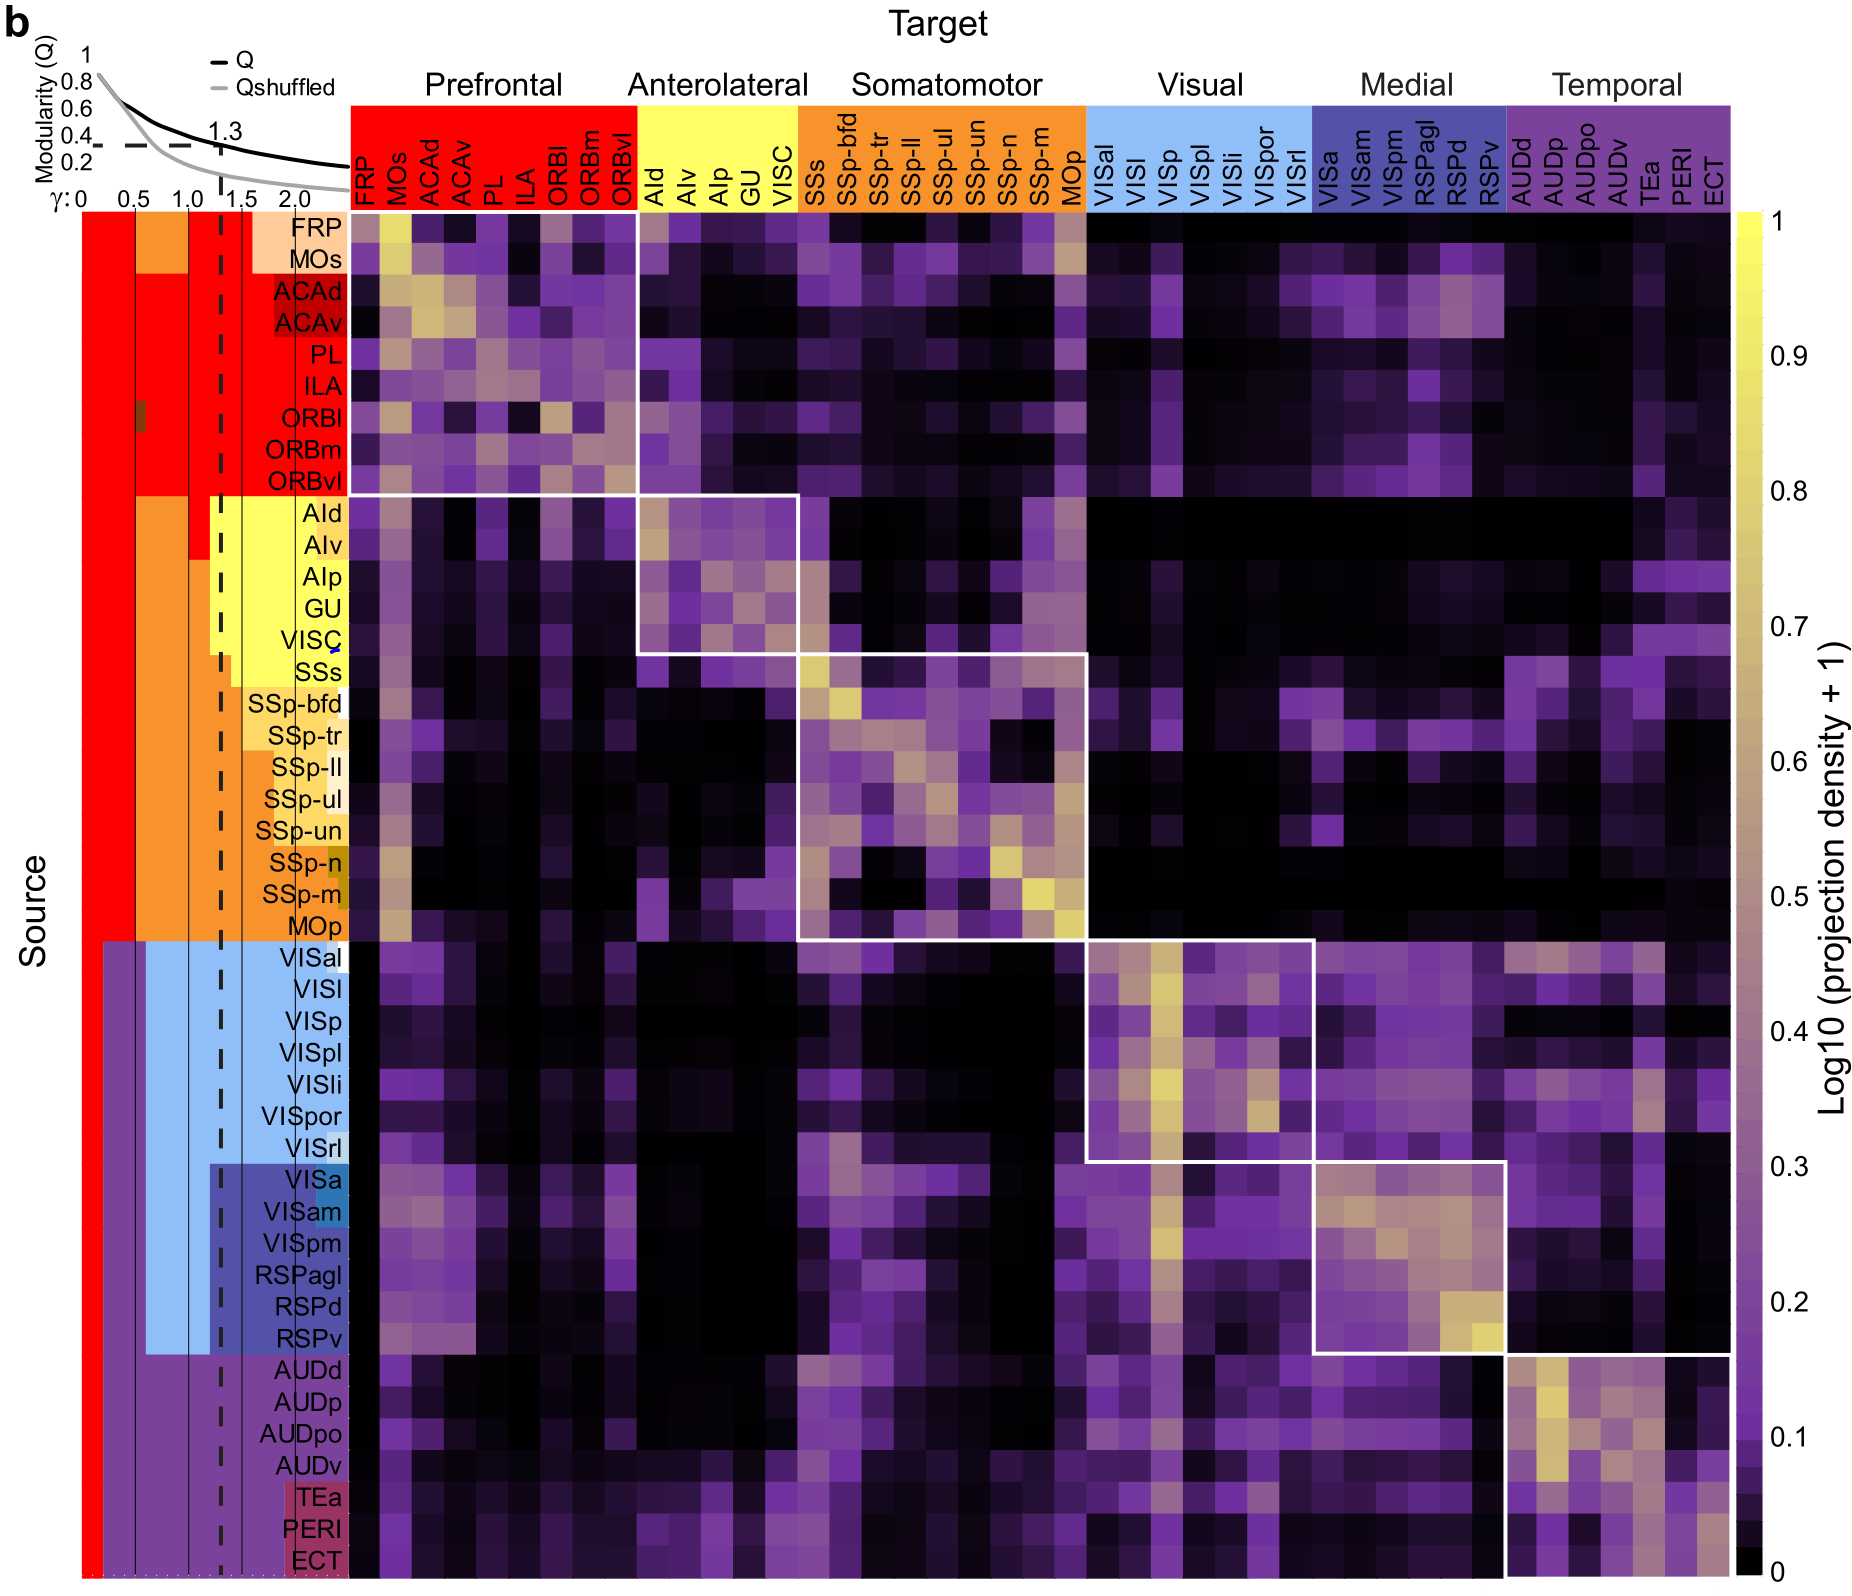 b
Target
Modularity (Q)
1
0.8
0.6
0.4
0.2
Q
Qshuffled
1.3
γ: 0 0.5 1.0 1.5 2.0
Prefrontal Anterolateral Somatomotor Visual Medial Temporal
FRP MOs ACAd ACAv PL ILA ORBl ORBm ORBvl AId AIv AIp GU VISC SSs SSp-bfd SSp-tr SSp-ll SSp-ul SSp-un SSp-n SSp-m MOp VISal VISl VISp VISpl VISli VISpor VISrl VISa VISam VISpm RSPagl RSPd RSPv AUDd AUDp AUDpo AUDv TEa PERI ECT
Source
FRP
MOs
ACAd
ACAv
PL
ILA
ORBl
ORBm
ORBvl
AId
AIv
AIp
GU
VISC
SSs
SSp-bfd
SSp-tr
SSp-ll
SSp-ul
SSp-un
SSp-n
SSp-m
MOp
VISal
VISl
VISp
VISpl
VISli
VISpor
VISrl
VISa
VISam
VISpm
RSPagl
RSPd
RSPv
AUDd
AUDp
AUDpo
AUDv
TEa
PERI
ECT
1
0.9
0.8
0.7
0.6
0.5
0.4
0.3
0.2
0.1
0
Log10 (projection density + 1)